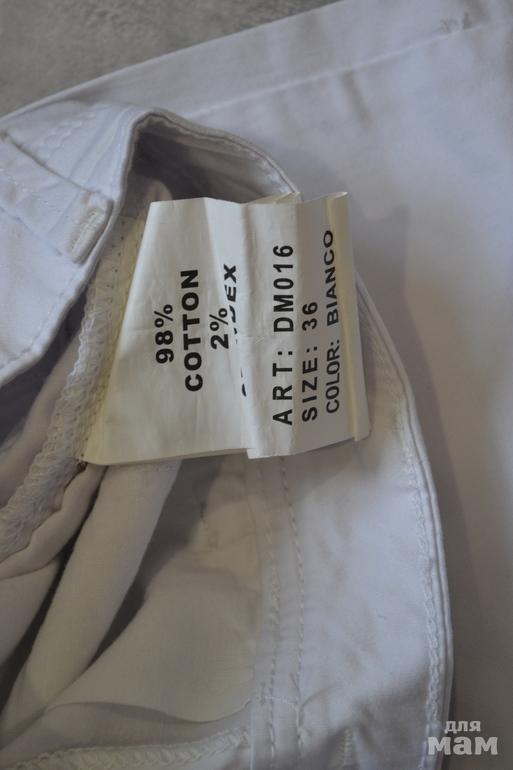 98%
COTTON
2%
ART: DM016
SIZE: 36
COLOR: BIANCO
для
мам